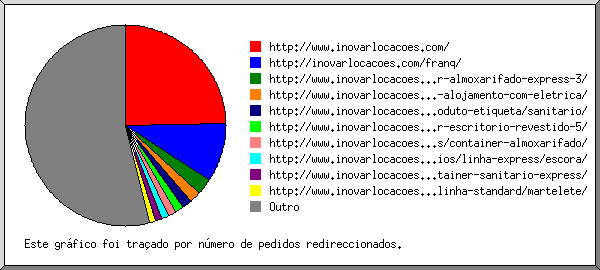 http://www.inovarlocacoes.com/
http://inovarlocacoes.com/franq/
http://www.inovarlocacoes...r-almoxarifado-express-3/
http://www.inovarlocacoes...-alojamento-com-eletrica/
http://www.inovarlocacoes...oduto-etiqueta/sanitario/
http://www.inovarlocacoes...r-escritorio-revestido-5/
http://www.inovarlocacoes...s/container-almoxarifado/
http://www.inovarlocacoes...ios/linha-express/escora/
http://www.inovarlocacoes...tainer-sanitario-express/
http://www.inovarlocacoes...linha-standard/martelete/
Outro
Este gráfico foi traçado por número de pedidos redireccionados.